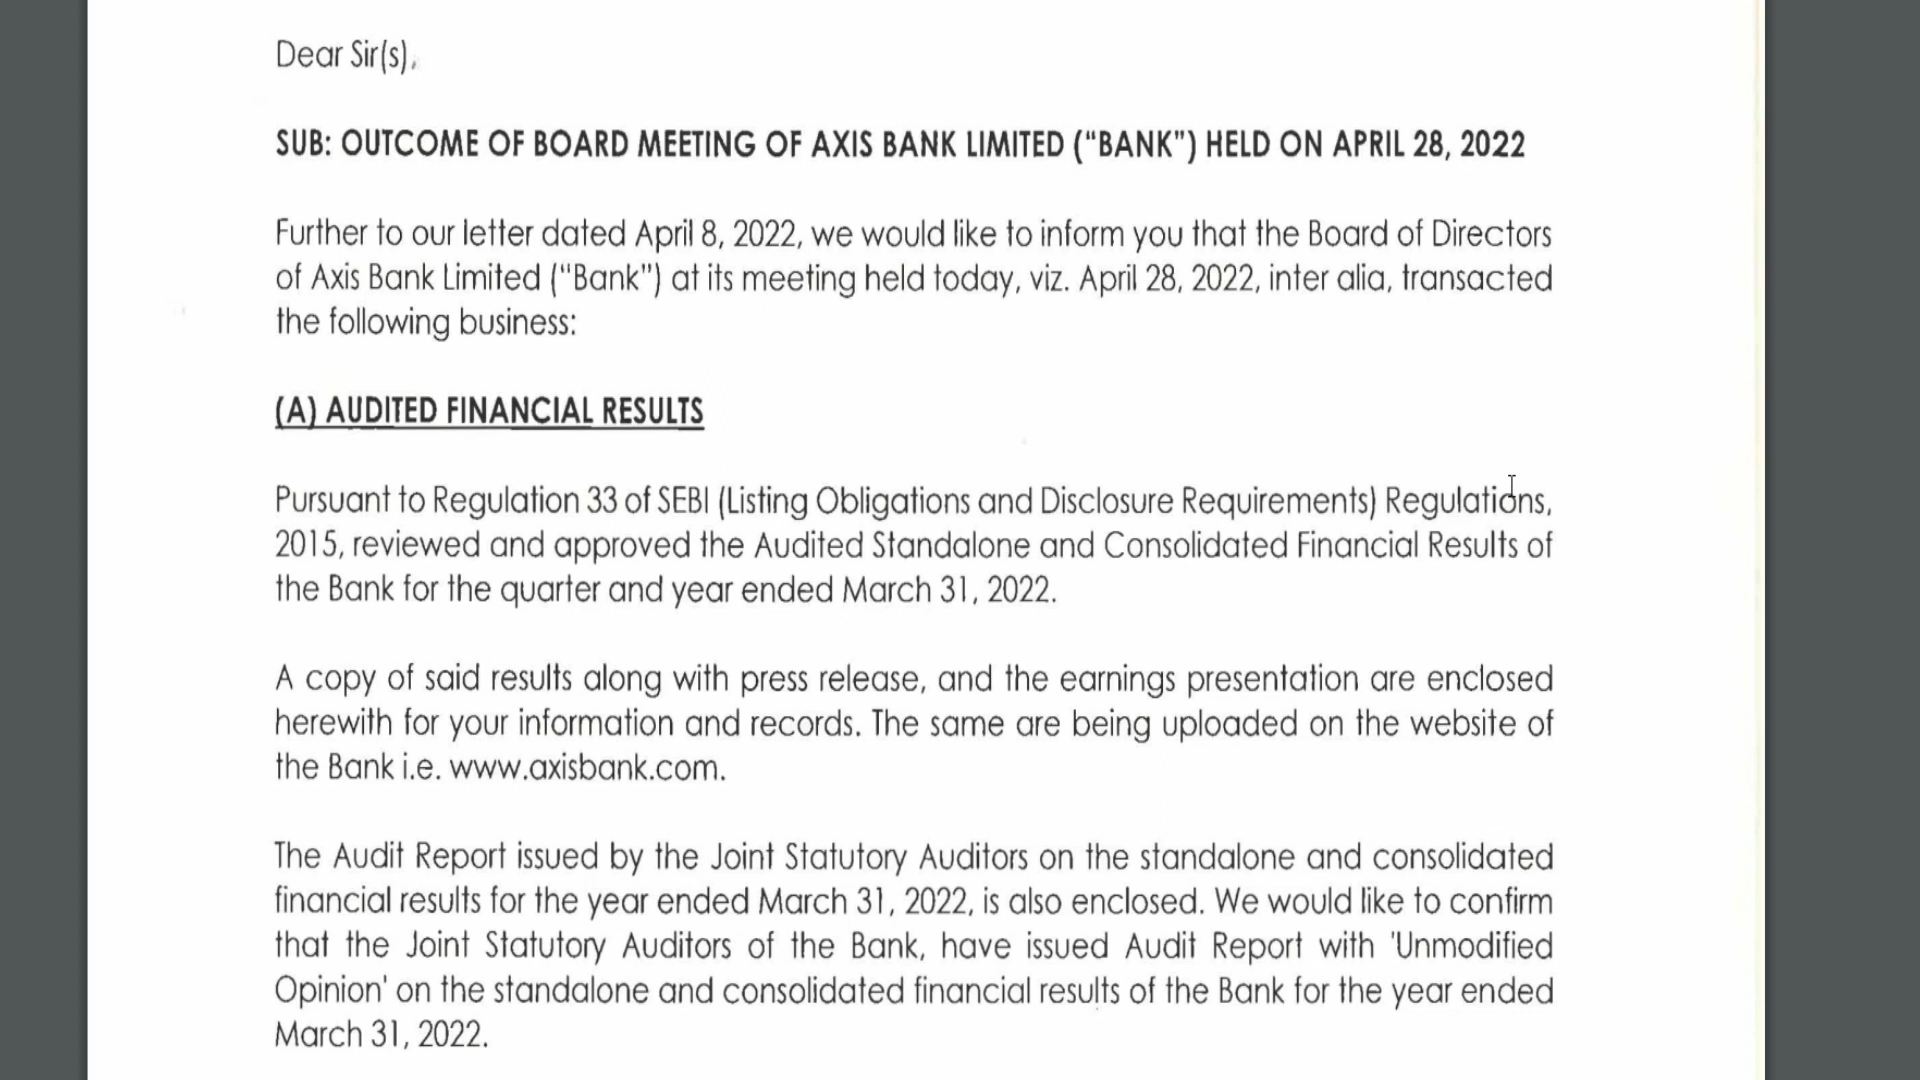 Dear Sir(s),
SUB: OUTCOME OF BOARD MEETING OF AXIS BANK LIMITED ("BANK") HELD ON APRIL 28, 2022
Further to our letter dated April 8, 2022, we would like to inform you that the Board of Directors
of Axis Bank Limited ("Bank") at its meeting held today, viz. April 28, 2022, inter alia, transacted
the following business:
(A) AUDITED FINANCIAL RESULTS
Pursuant to Regulation 33 of SEBI (Listing Obligations and Disclosure Requirements) Regulations,
2015, reviewed and approved the Audited Standalone and Consolidated Financial Results of
the Bank for the quarter and year ended March 31, 2022.
A copy of said results along with press release, and the earnings presentation are enclosed
herewith for your information and records. The same are being uploaded on the website of
the Bank i.e. www.axisbank.com.
The Audit Report issued by the Joint Statutory Auditors on the standalone and consolidated
financial results for the year ended March 31, 2022, is also enclosed. We would like to confirm
that the Joint Statutory Auditors of the Bank, have issued Audit Report with 'Unmodified
Opinion' on the standalone and consolidated financial results of the Bank for the year ended
March 31, 2022.